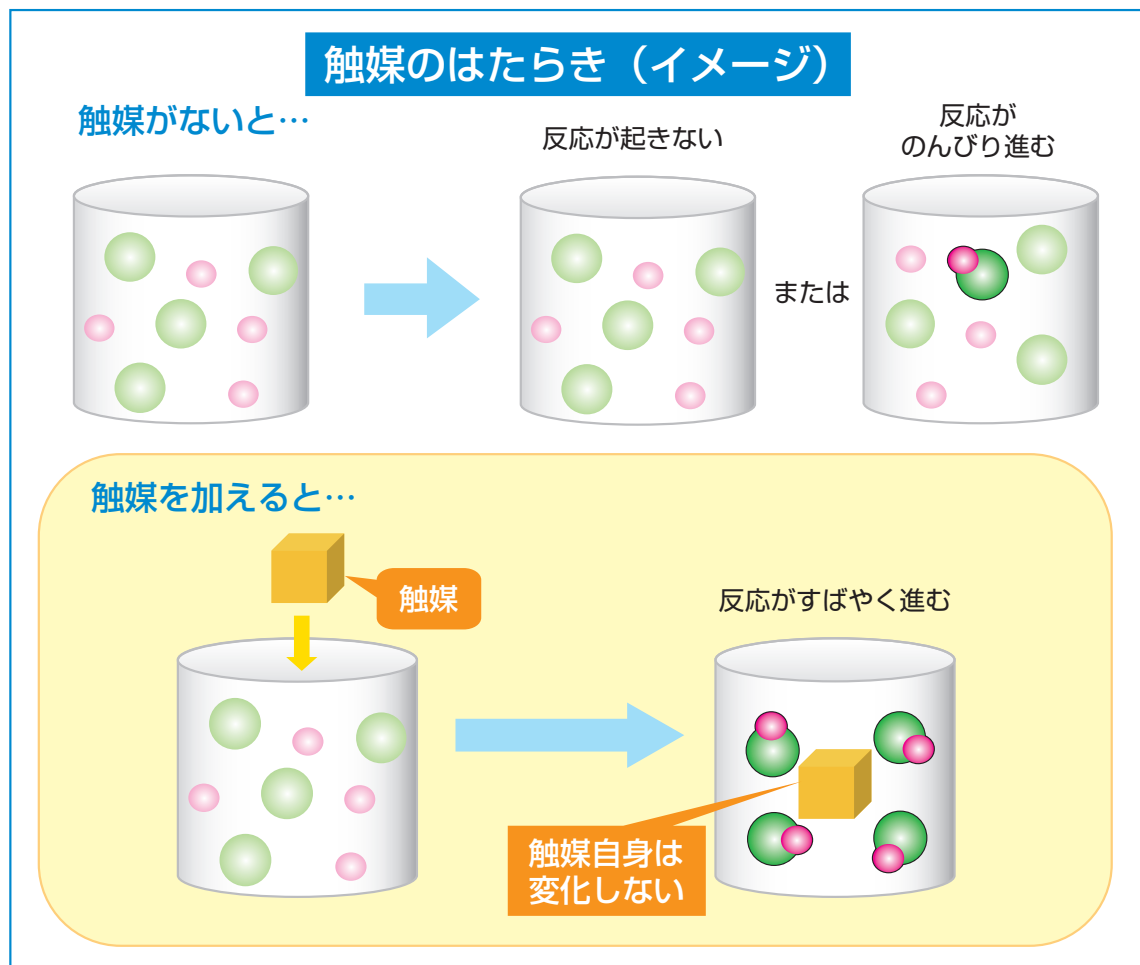 触媒のはたらき（イメージ）
触媒がないと…
反応が起きない
または
反応が
のんびり進む
触媒を加えると…
触媒
反応がすばやく進む
触媒自身は
変化しない